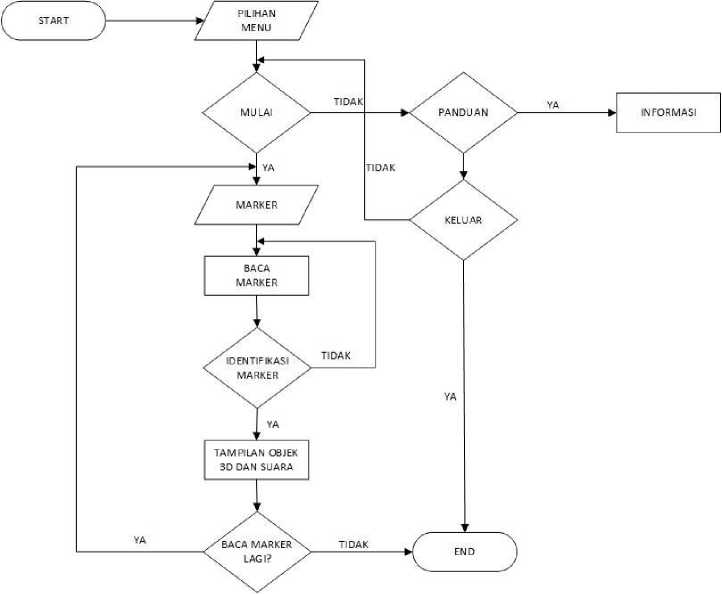 START
PILIHAN
MENU
MULAI
TIDAK
PANDUAN
YA
INFORMASI
YA
TIDAK
MARKER
KELUAR
BACA
MARKER
IDENTIFIKASI
MARKER
TIDAK
YA
YA
TAMPILAN OBJEK
3D DAN SUARA
YA
BACA MARKER
LAGI?
TIDAK
END